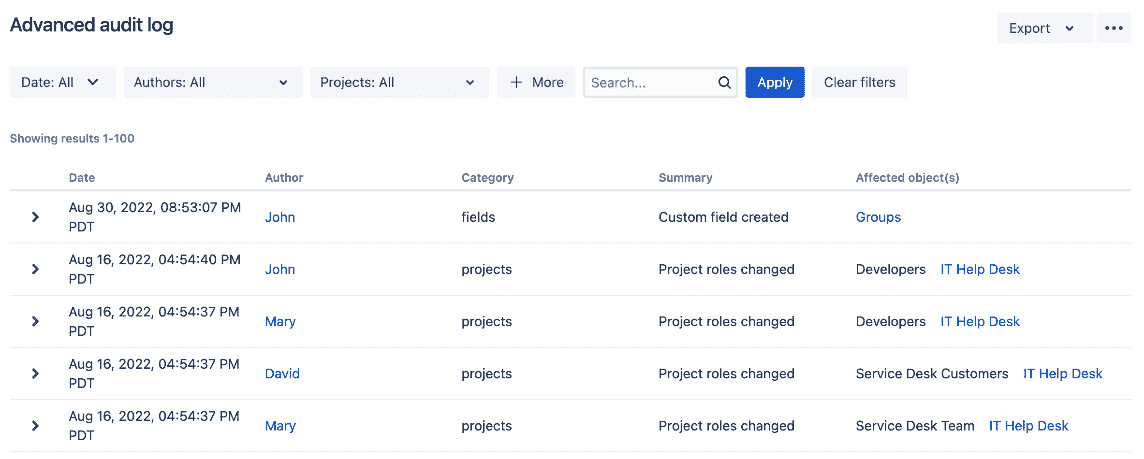 Advanced audit log
Export
Date: All Authors: All Projects: All + More Search... Apply Clear filters
Showing results 1-100
Date Author Category Summary Affected object(s)
Aug 30, 2022, 08:53:07 PM
PDT
John fields Custom field created Groups
Aug 16, 2022, 04:54:40 PM
PDT
John projects Project roles changed Developers IT Help Desk
Aug 16, 2022, 04:54:37 PM
PDT
Mary projects Project roles changed Developers IT Help Desk
Aug 16, 2022, 04:54:37 PM
PDT
David projects Project roles changed Service Desk Customers IT Help Desk
Aug 16, 2022, 04:54:37 PM
PDT
Mary projects Project roles changed Service Desk Team IT Help Desk